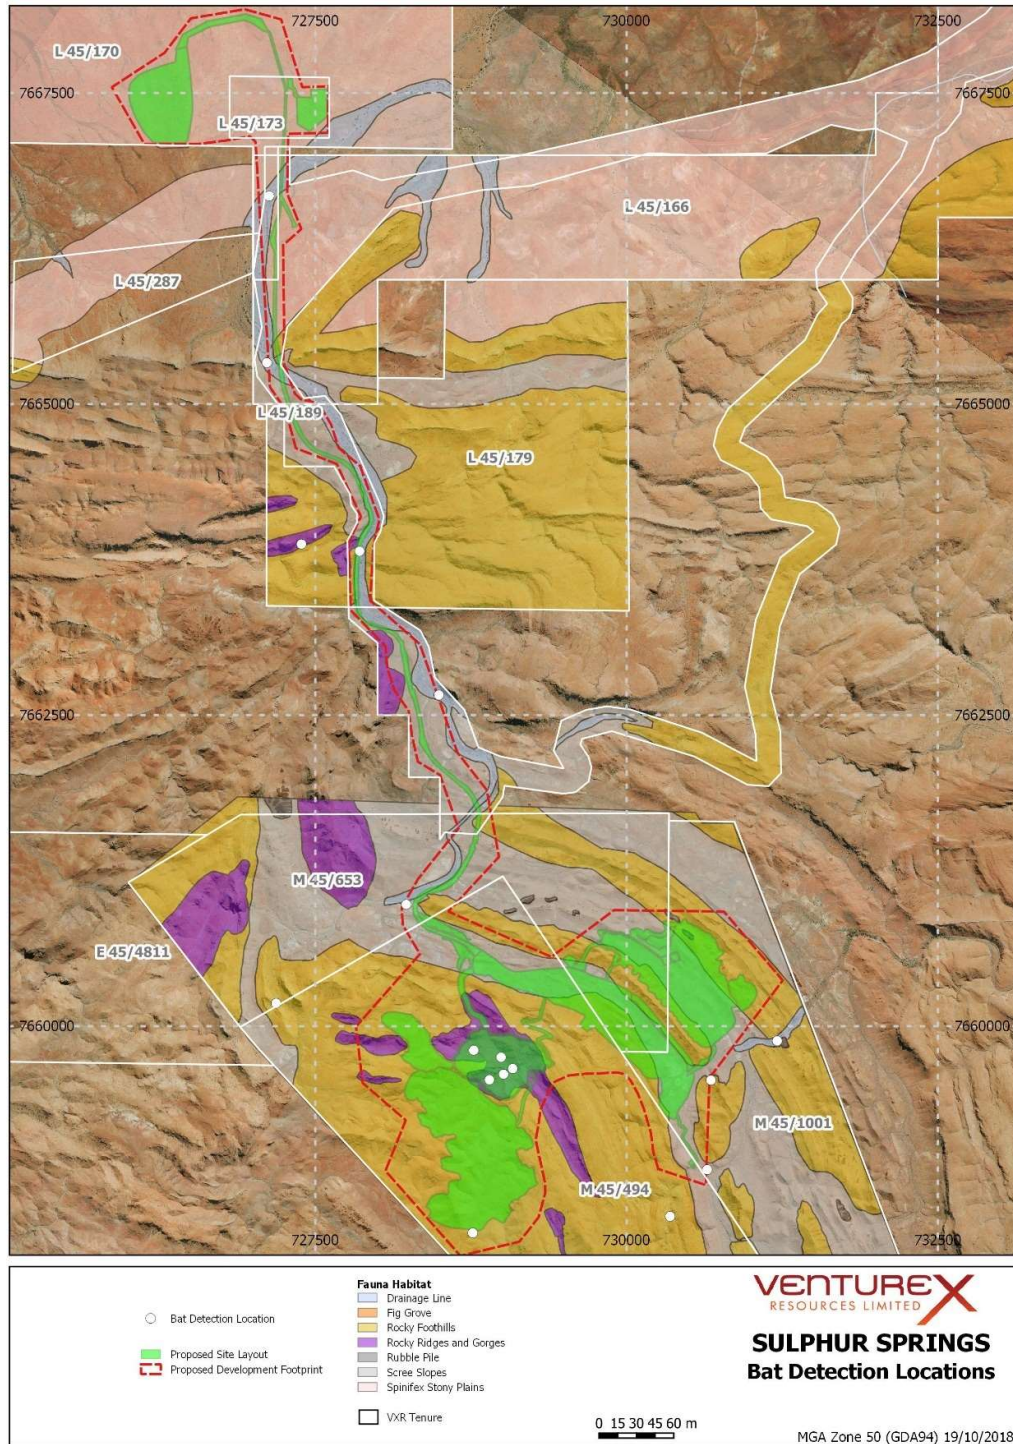 727500
730000
732500
L 45/170
7667500
7667500
L 45/173
L 45/166
L 45/287
7665000
7665000
L 45/189
L 45/179
7662500
7662500
M 45/653
E 45/4811
7660000
7660000
M 45/1001
M 45/494
727500
730000
732500
Bat Detection Location
Proposed Site Layout
Proposed Development Footprint
Fauna Habitat
Drainage Line
Fig Grove
Rocky Foothills
Rocky Ridges and Gorges
Rubble Pile
Scree Slopes
Spinifex Stony Plains
VXR Tenure
0 15 30 45 60 m
VENTUREX
RESOURCES LIMITED
SULPHUR SPRINGS
Bat Detection Locations
MGA Zone 50 (GDA94) 19/10/2018